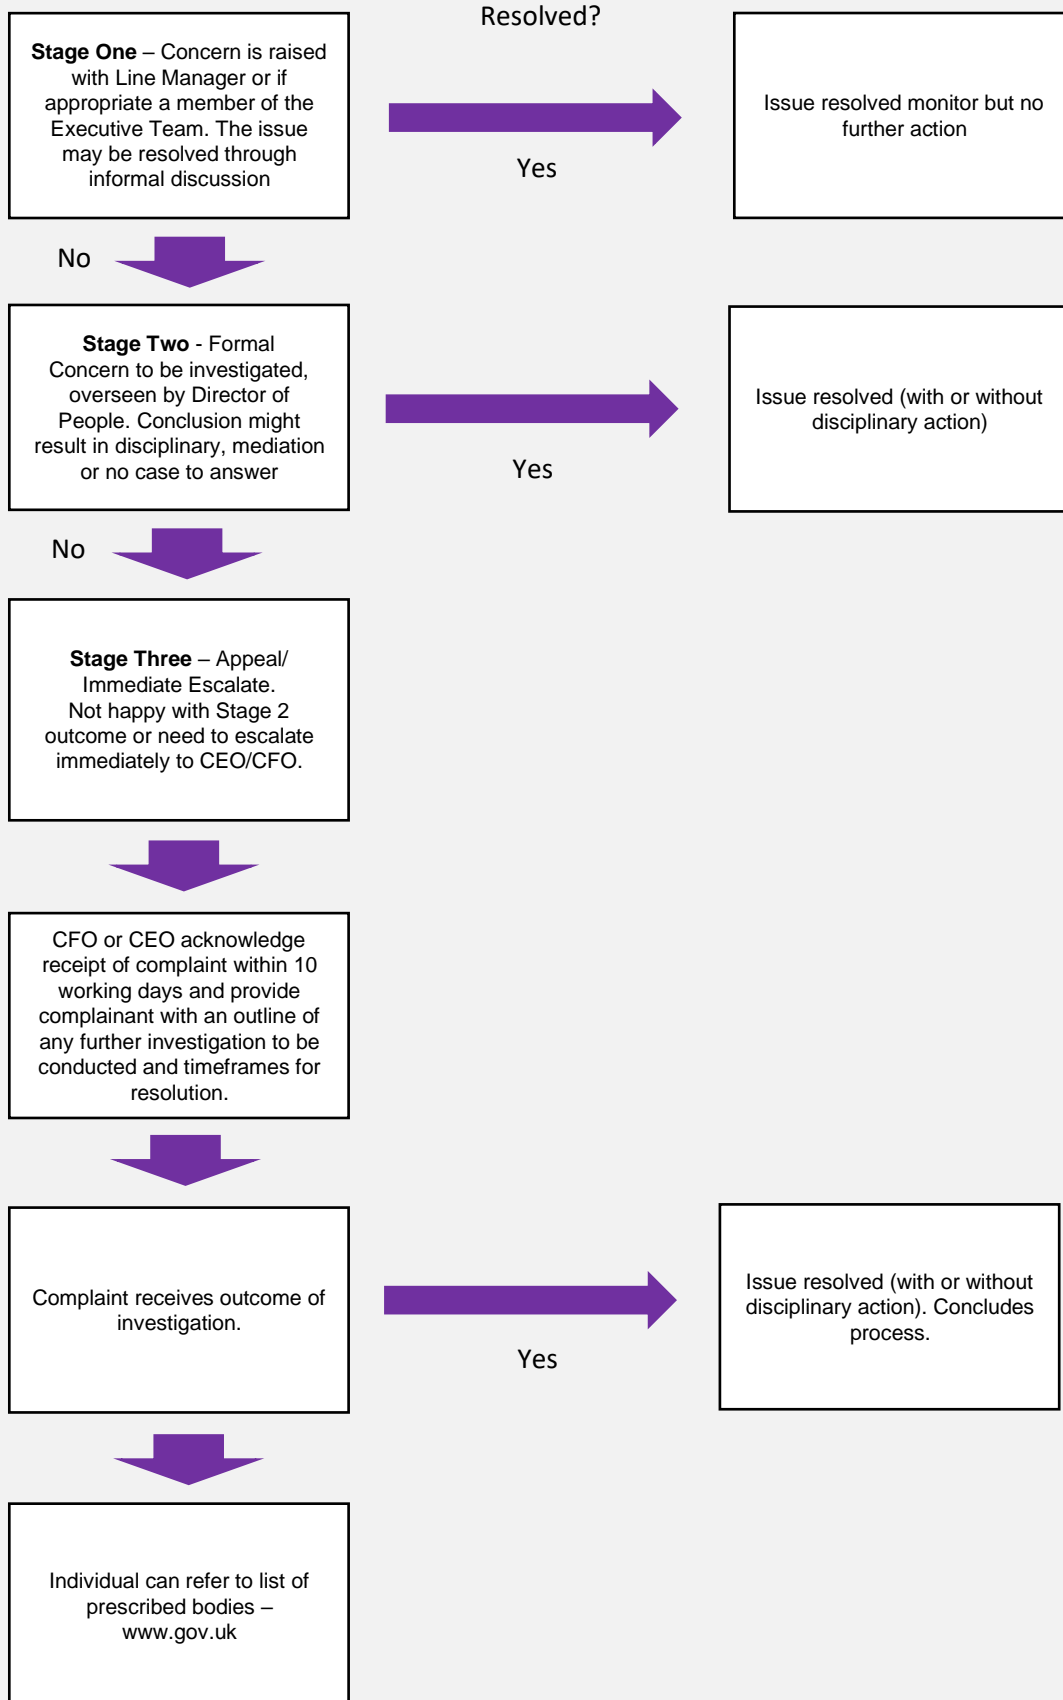 Resolved?
Stage One – Concern is raised
with Line Manager or if
appropriate a member of the
Executive Team. The issue
may be resolved through
informal discussion
Yes
Issue resolved monitor but no
further action
No
Stage Two - Formal
Concern to be investigated,
overseen by Director of
People. Conclusion might
result in disciplinary, mediation
or no case to answer
Yes
Issue resolved (with or without
disciplinary action)
No
Stage Three – Appeal/
Immediate Escalate.
Not happy with Stage 2
outcome or need to escalate
immediately to CEO/CFO.
CFO or CEO acknowledge
receipt of complaint within 10
working days and provide
complainant with an outline of
any further investigation to be
conducted and timeframes for
resolution.
Complaint receives outcome of
investigation.
Yes
Issue resolved (with or without
disciplinary action). Concludes
process.
Individual can refer to list of
prescribed bodies –
www.gov.uk